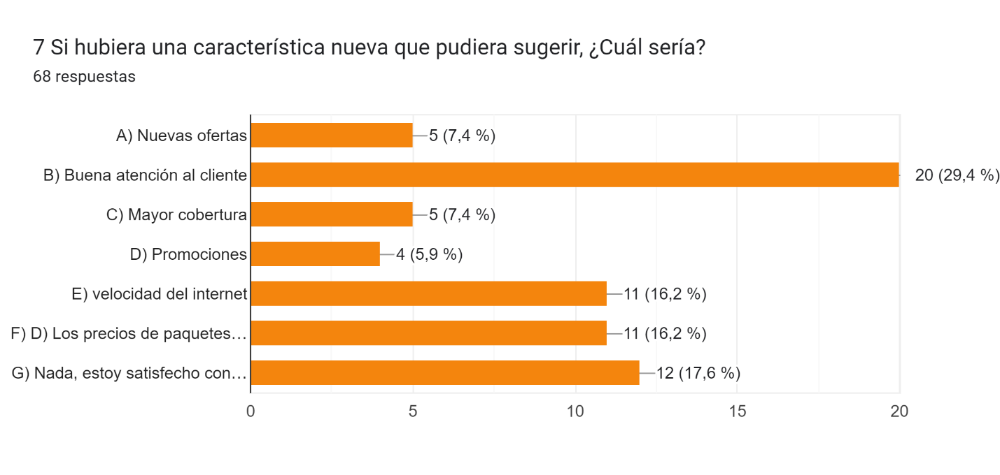 7 Si hubiera una característica nueva que pudiera sugerir, ¿Cuál sería?
68 respuestas
A) Nuevas ofertas 5 (7,4 %)
B) Buena atención al cliente 20 (29,4 %)
C) Mayor cobertura 5 (7,4 %)
D) Promociones 4 (5,9 %)
E) velocidad del internet 11 (16,2 %)
F) D) Los precios de paquetes… 11 (16,2 %)
G) Nada, estoy satisfecho con… 12 (17,6 %)
0 5 10 15 20